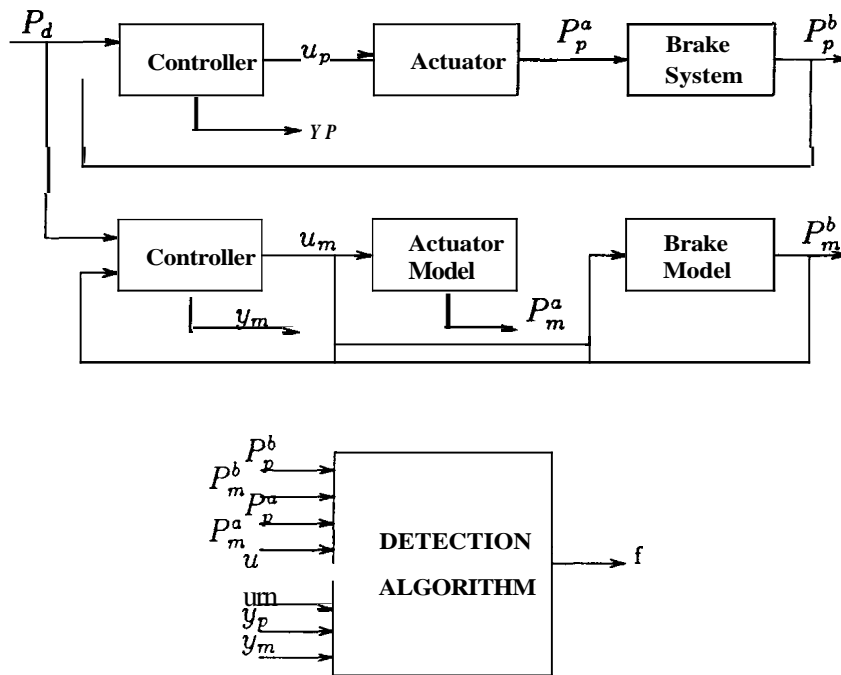 P_d
Controller
u_p
Actuator
P_p^a
Brake System
P_p^b
Y P
Controller
u_m
Actuator Model
Brake Model
P_m^b
y_m
P_m^a
P_p^b
P_m^b
P_p^a
P_m^a
u
um
y_p
y_m
DETECTION
ALGORITHM
f